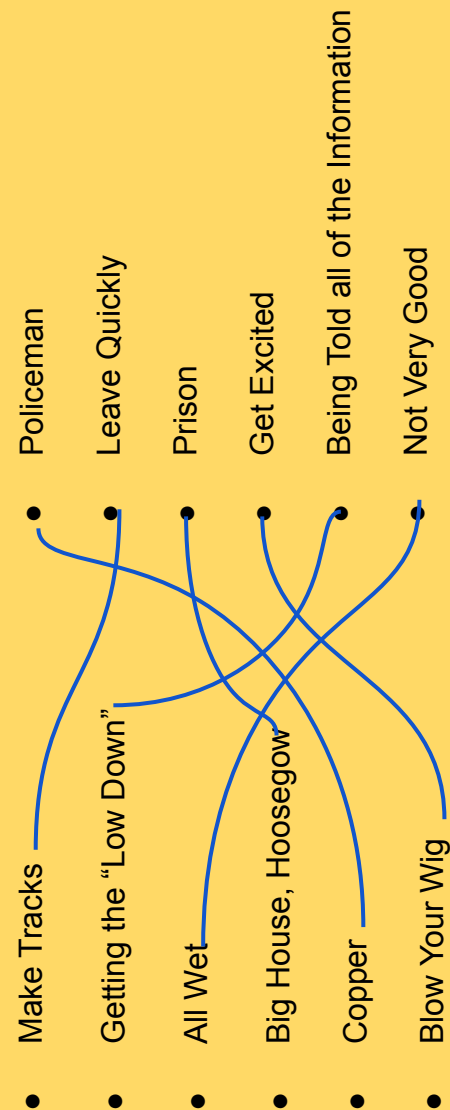 Make Tracks
Getting the “Low Down”
All Wet
Big House, Hoosegow
Copper
Blow Your Wig
Policeman
Leave Quickly
Prison
Get Excited
Being Told all of the Information
Not Very Good